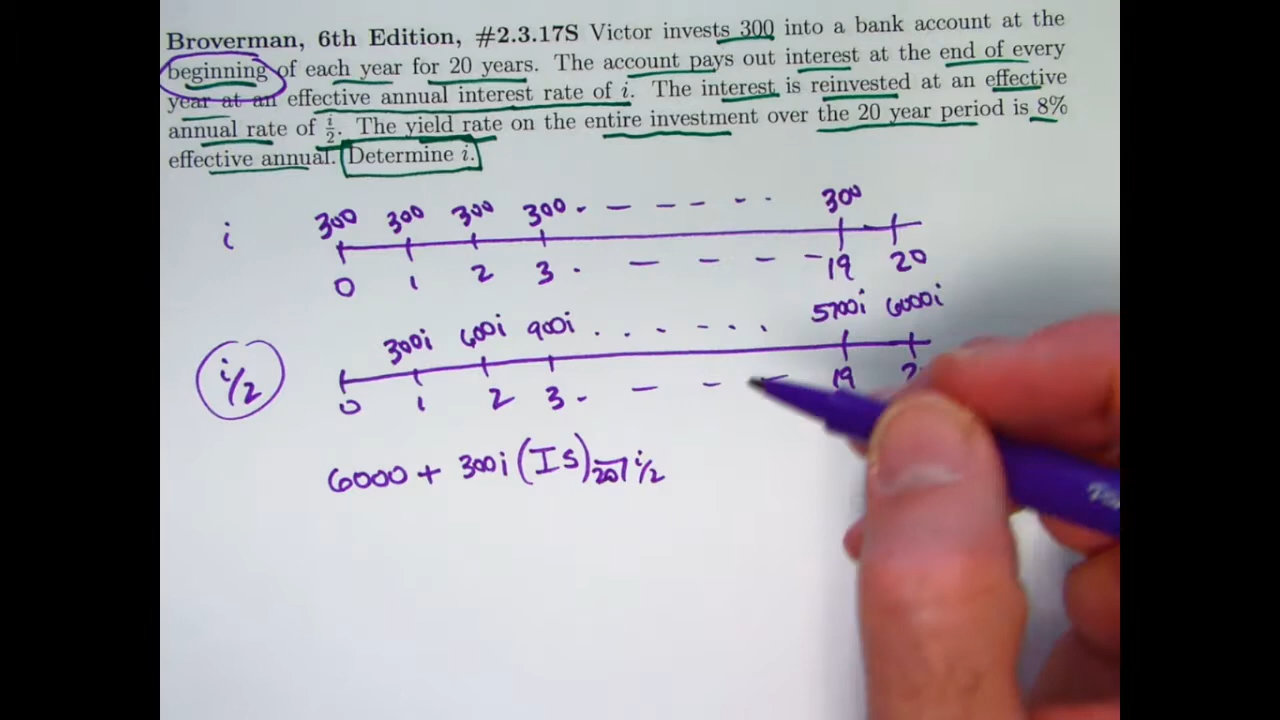 Broverman, 6th Edition, #2.3.17S Victor invests 300 into a bank account at the
beginning of each year for 20 years. The account pays out interest at the end of every
year at an effective annual interest rate of i. The interest is reinvested at an effective
annual rate of i/2. The yield rate on the entire investment over the 20 year period is 8%
effective annual. Determine i.
300 300 300 300 300
i
0 1 2 3 19 20
300i 600i 900i 5700i 6000i
i/2
0 1 2 3 19
6000 + 300i (IS)20 i/2